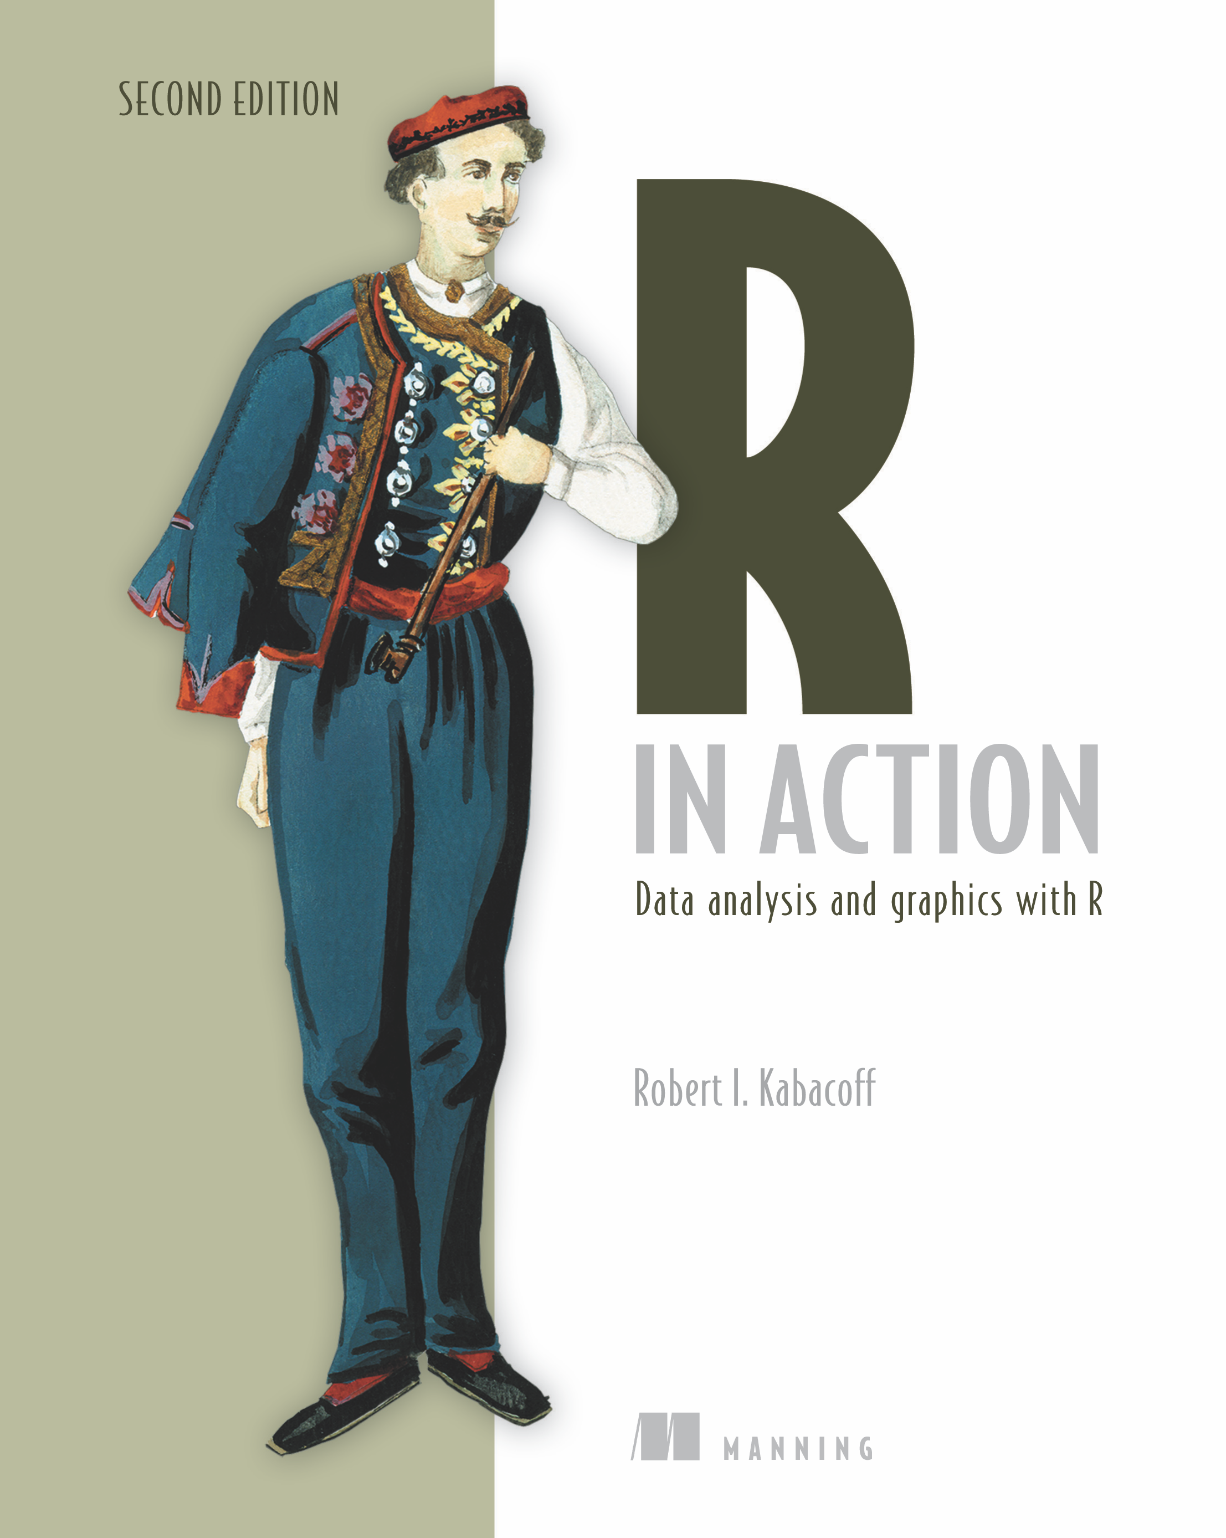 SECOND EDITION
R
IN ACTION
Data analysis and graphics with R
Robert I. Kabacoff
MANNING